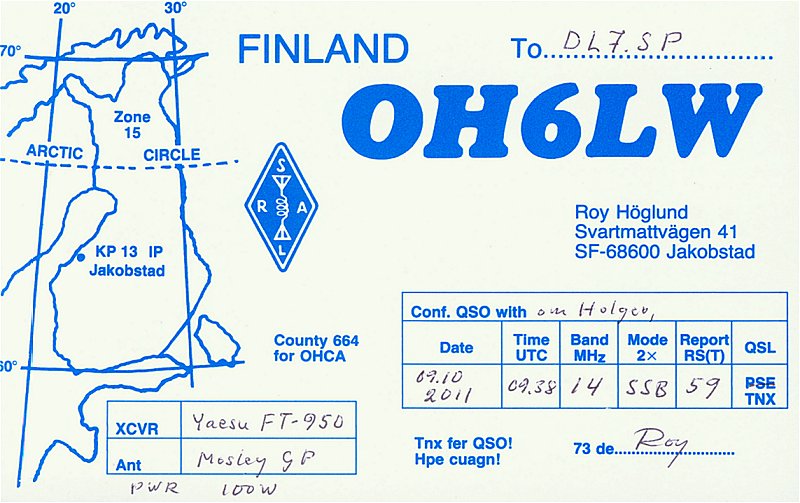 20° 30°
70°
FINLAND To DL7.SP
OH6LW
Zone
15
ARCTIC CIRCLE
S
R A
L
KP 13 IP
Jakobstad
Roy Höglund
Svartmattvägen 41
SF-68600 Jakobstad
County 664
for OHCA
60°
Conf. QSO with om Holger,
Date Time UTC Band MHz Mode 2× Report RS(T) QSL
09.10 2011 09.38 14 SSB 59 PSE TNX
XCVR Yaesu FT-950
Ant Mosley GP
PWR 100W
Tnx fer QSO!
Hpe cuagn!
73 de Roy